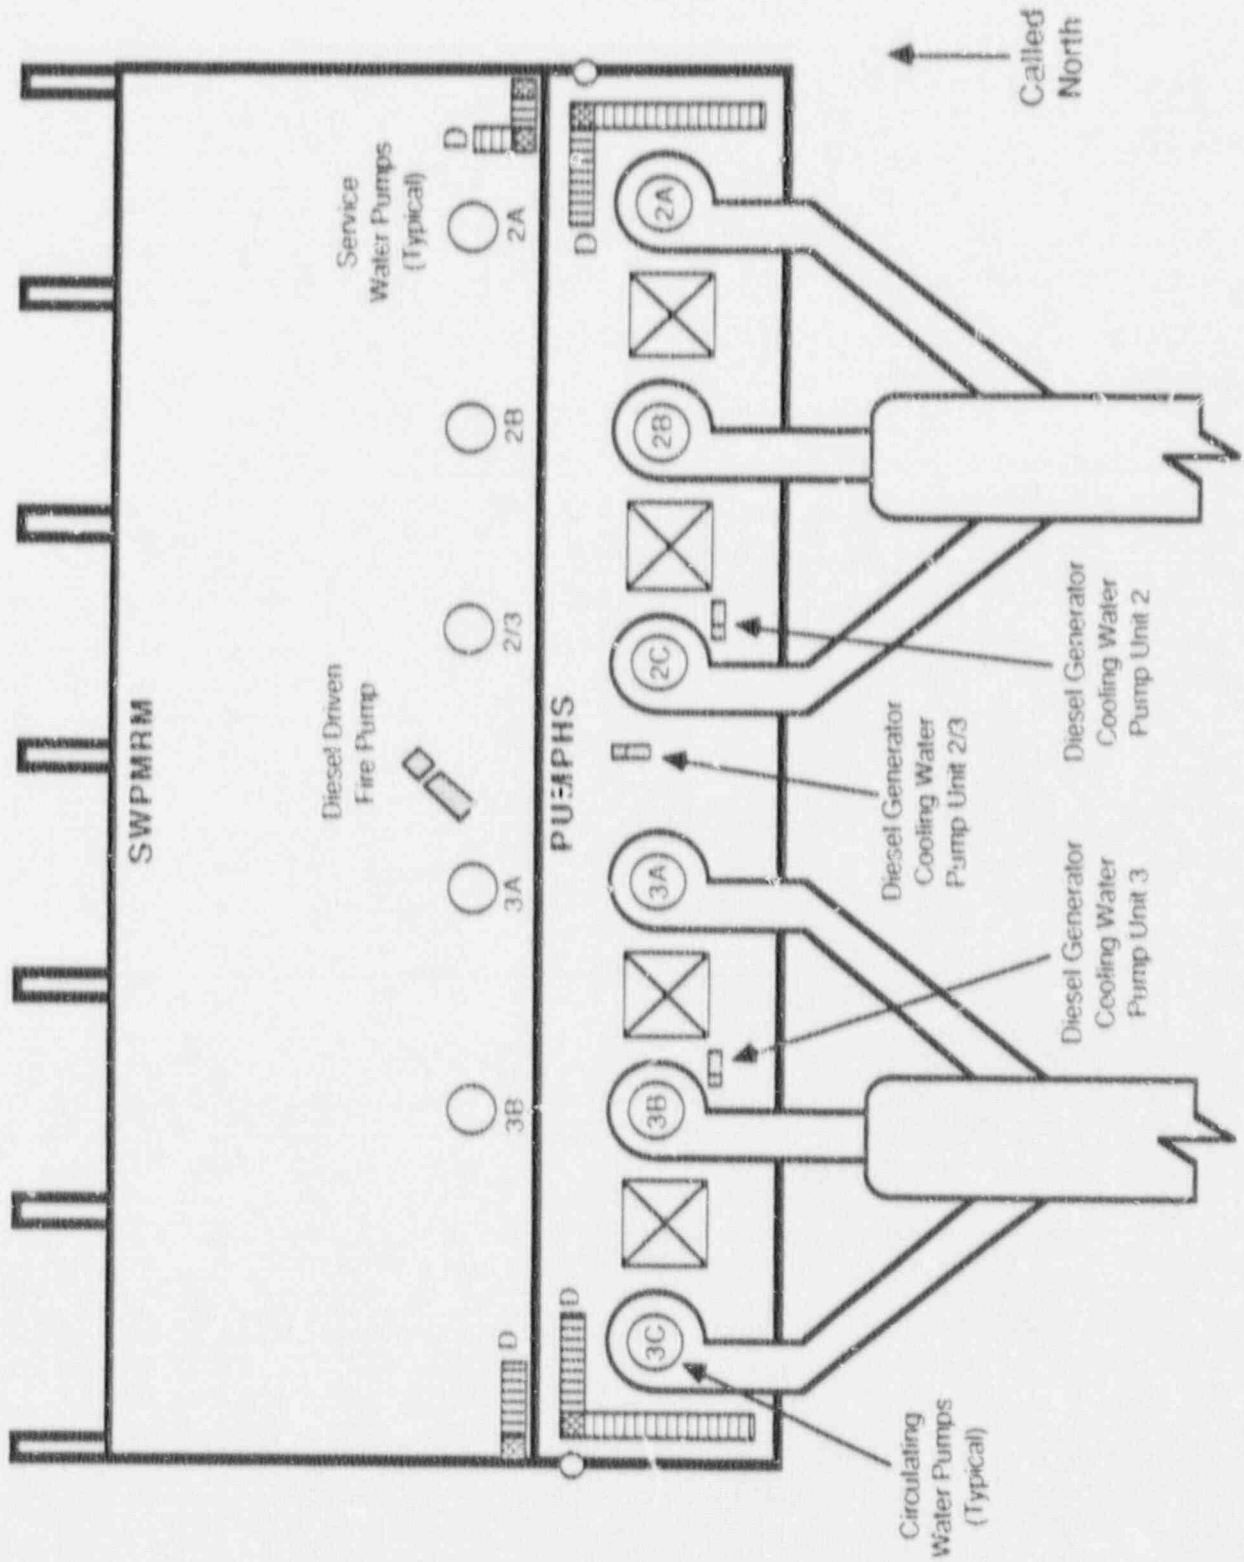 SWPMRM
Service
Water Pumps
(Typical)
Diesel Driven
Fire Pump
D
D
3B
3A
2/3
2B
2A
PUMPHS
D
D
3C
3B
3A
2C
2B
2A
Circulating
Water Pumps
(Typical)
Diesel Generator
Cooling Water
Pump Unit 3
Diesel Generator
Cooling Water
Pump Unit 2/3
Diesel Generator
Cooling Water
Pump Unit 2
Called
North